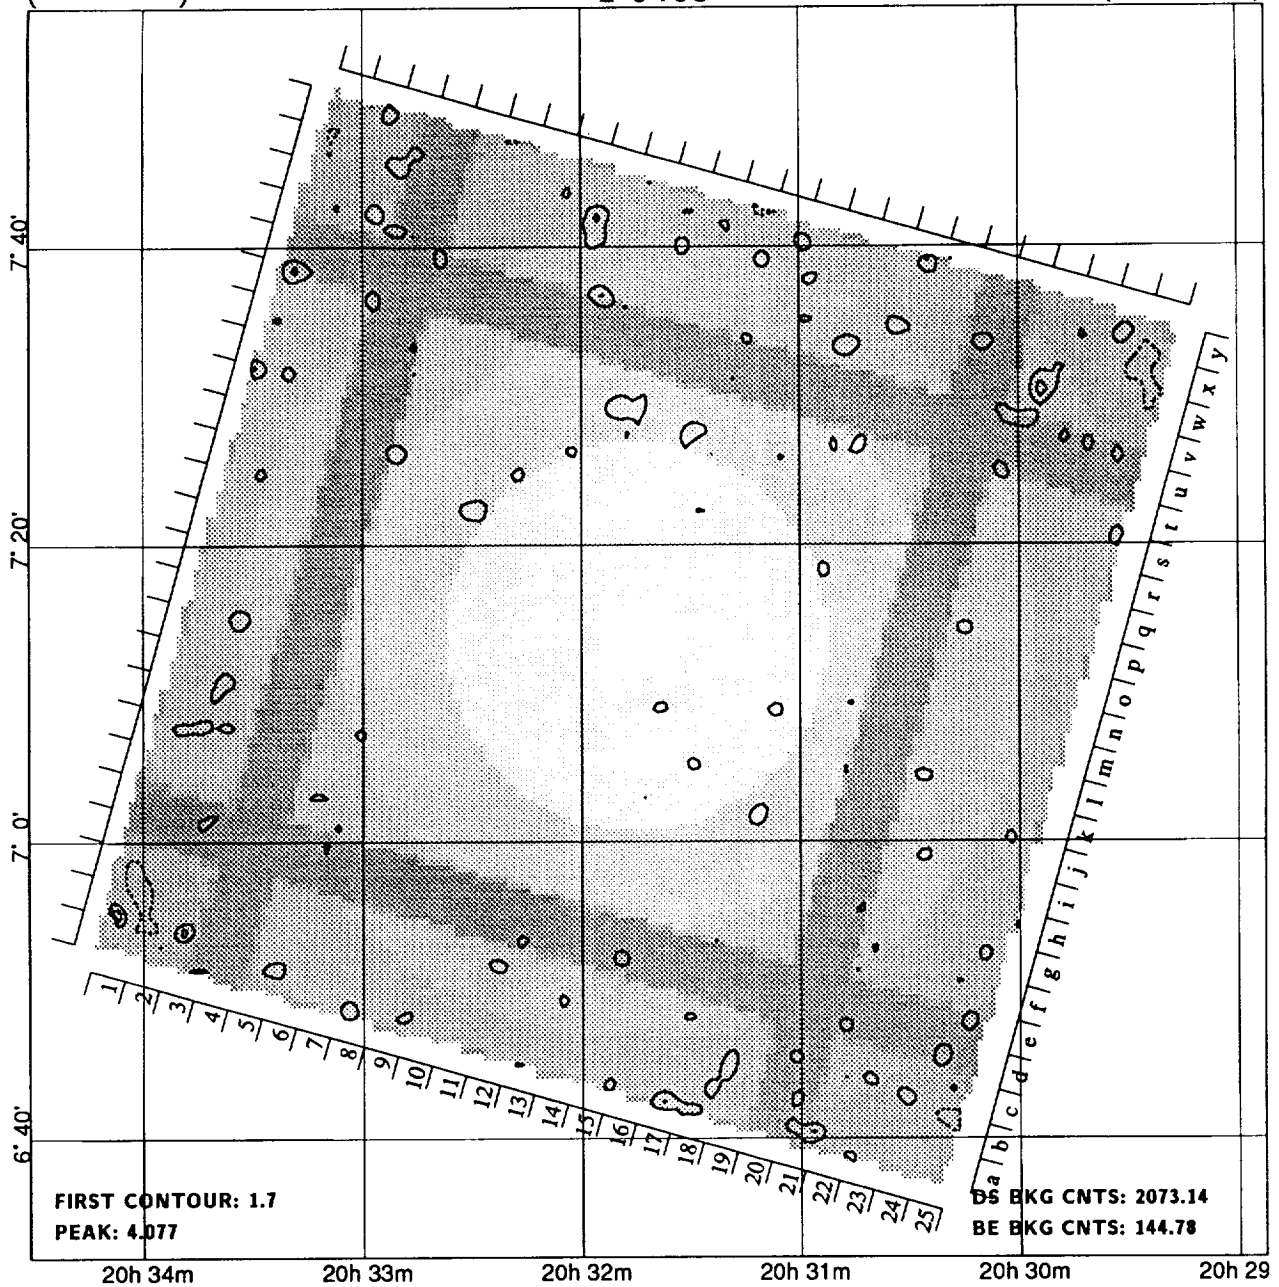 7° 40'
7° 20'
7° 0'
6° 40'
y
x
w
v
u
t
s
r
q
p
o
n
m
l
k
j
i
h
g
f
e
d
c
b
a
1
2
3
4
5
6
7
8
9
10
11
12
13
14
15
16
17
18
19
20
21
22
23
24
25
FIRST CONTOUR: 1.7
PEAK: 4.077
DS BKG CNTS: 2073.14
BE BKG CNTS: 144.78
20h 34m
20h 33m
20h 32m
20h 31m
20h 30m
20h 29